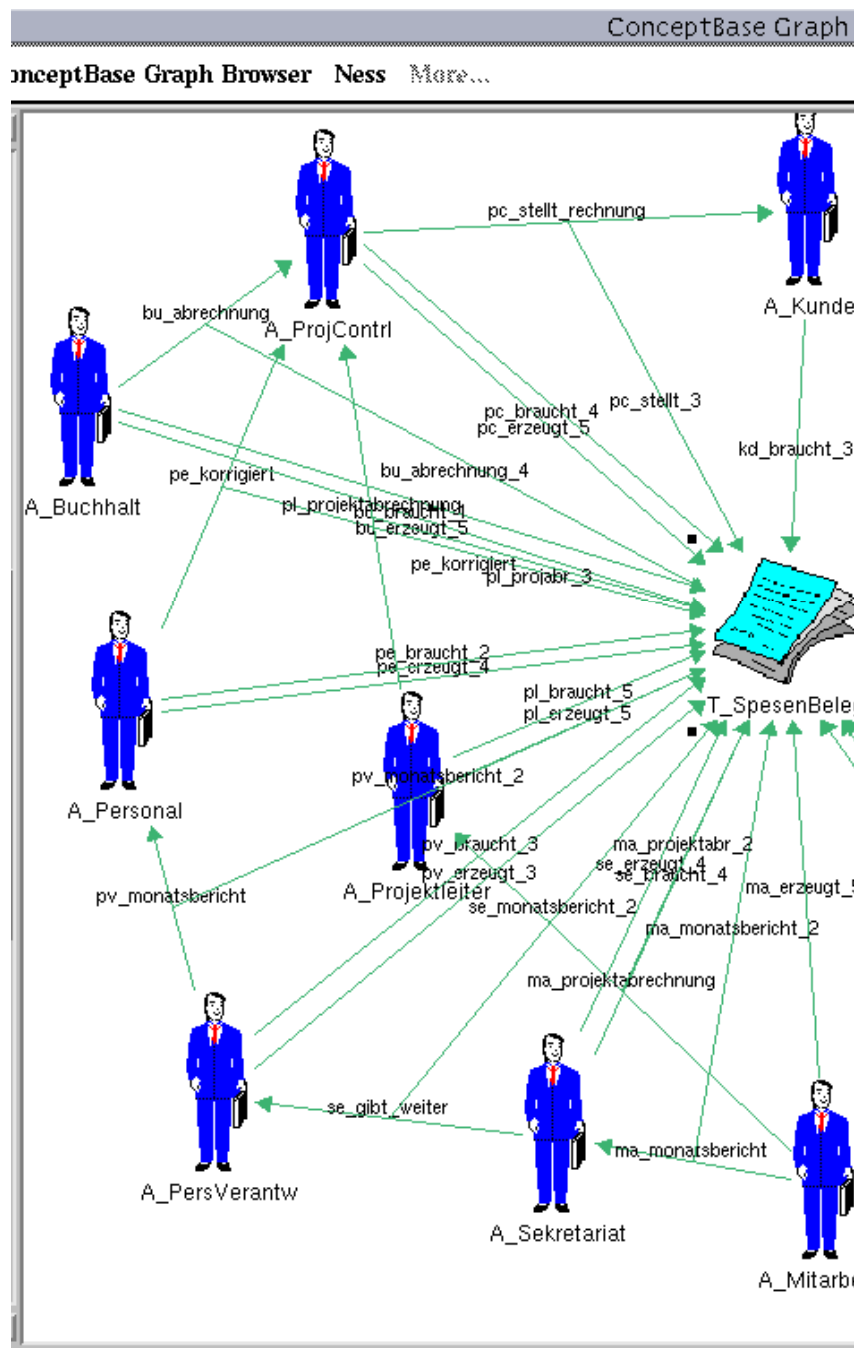 ConceptBase Graph
onceptBase Graph Browser Ness More...
pc_stellt_rechnung
bu_abrechnung
A_Kunde
A_ProjContrl
pc_braucht_4
pc_stellt_3
pc_erzeugt_5
kd_braucht_3
pe_korrigiert
bu_abrechnung_4
A_Buchhalt
pl_projektabrechnung
bu_erzeugt_5
pe_korrigiert
pl_projabr_3
pe_braucht_2
pe_erzeugt_4
pl_braucht_5
T_SpesenBele
pl_erzeugt_5
pv_monatsbericht_2
A_Personal
pv_braucht_3
ma_projektabr_2
se_erzeugt_4
pv_erzeugt_3
se_braucht_4
A_Projektleiter
ma_erzeugt_5
pv_monatsbericht
se_monatsbericht_2
ma_monatsbericht_2
ma_projektabrechnung
se_gibt_weiter
ma_monatsbericht
A_PersVerantw
A_Sekretariat
A_Mitarbe